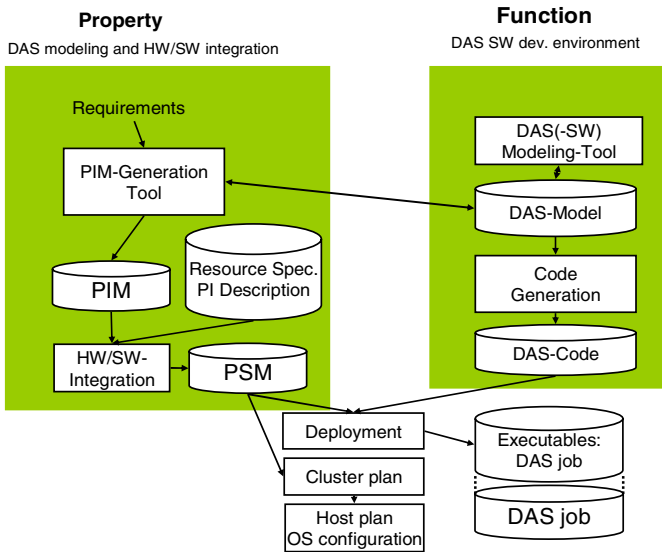 Property
DAS modeling and HW/SW integration
Function
DAS SW dev. environment
Requirements
PIM-Generation
Tool
Resource Spec.
PI Description
PIM
HW/SW-
Integration
PSM
DAS(-SW)
Modeling-Tool
DAS-Model
Code
Generation
DAS-Code
Deployment
Cluster plan
Host plan
OS configuration
Executables:
DAS job
DAS job